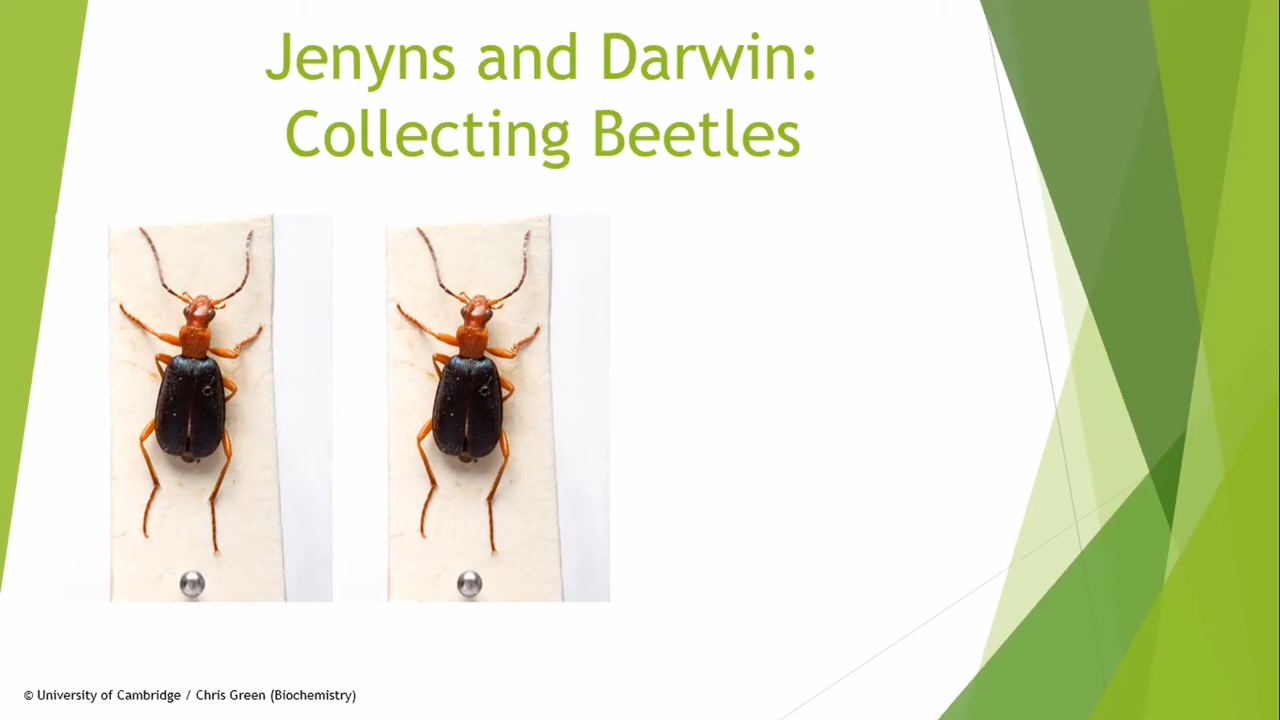 Jenyns and Darwin:
Collecting Beetles
© University of Cambridge / Chris Green (Biochemistry)